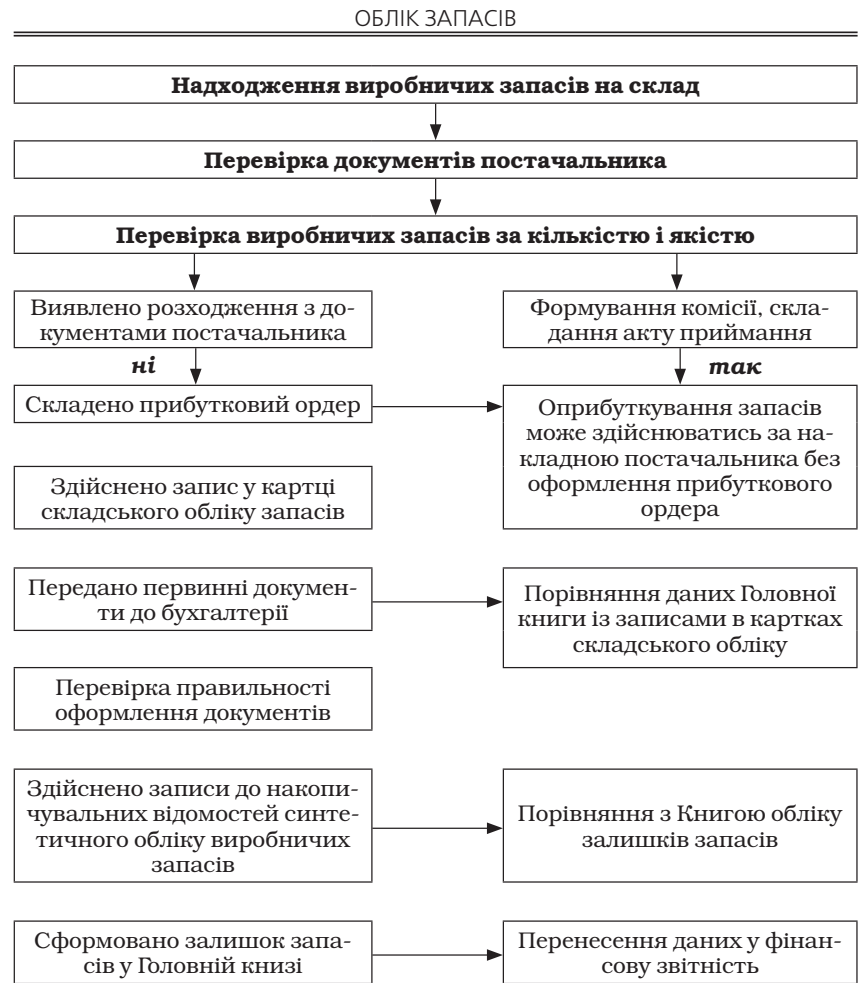 ОБЛІК ЗАПАСІВ
Надходження виробничих запасів на склад
Перевірка документів постачальника
Перевірка виробничих запасів за кількістю і якістю
Виявлено розходження з до-
кументами постачальника
Формування комісії, скла-
дання акту приймання
ні
так
Складено прибутковий ордер
Оприбуткування запасів
може здійснюватись за на-
кладною постачальника без
оформлення прибуткового
ордера
Здійснено запис у картці
складського обліку запасів
Передано первинні докумен-
ти до бухгалтерії
Порівняння даних Головної
книги із записами в картках
складського обліку
Перевірка правильності
оформлення документів
Здійснено записи до накопи-
чувальних відомостей синте-
тичного обліку виробничих
запасів
Порівняння з Книгою обліку
залишків запасів
Сформовано залишок запа-
сів у Головній книзі
Перенесення даних у фінан-
сову звітність